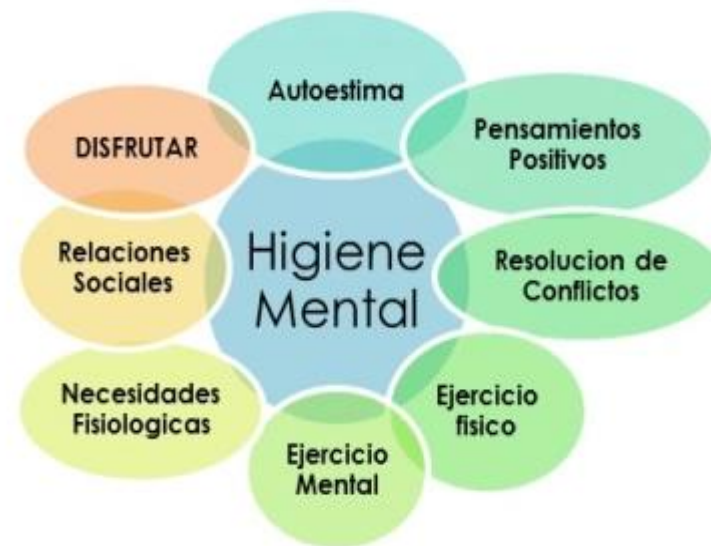 Autoestima
Pensamientos
Positivos
DISFRUTAR
Higiene
Mental
Relaciones
Sociales
Resolucion de
Conflictos
Necesidades
Fisiologicas
Ejercicio
fisico
Ejercicio
Mental